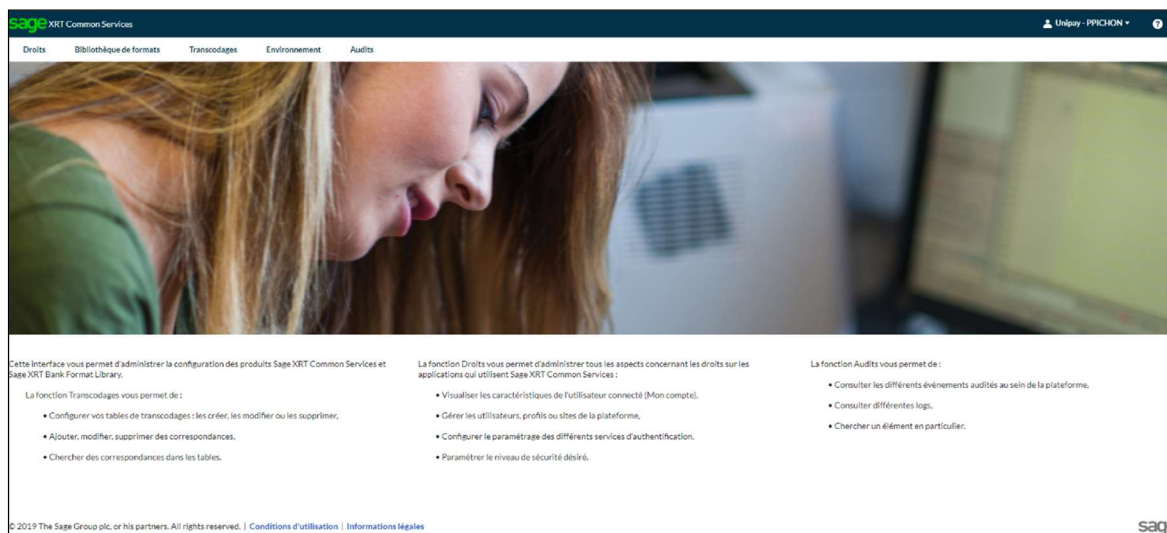 sage XRT Common Services
Unipay - PPICHON
?
Droits Bibliothèque de formats Transcodages Environnement Audits
Cette interface vous permet d'administrer la configuration des produits Sage XRT Common Services et
Sage XRT Bank Format Library.
La fonction Transcodages vous permet de :
• Configurer vos tables de transcodages : les créer, les modifier ou les supprimer,
• Ajouter, modifier, supprimer des correspondances.
• Chercher des correspondances dans les tables.
La fonction Droits vous permet d'administrer tous les aspects concernant les droits sur les
applications qui utilisent Sage XRT Common Services :
• Visualiser les caractéristiques de l'utilisateur connecté (Mon compte),
• Gérer les utilisateurs, profils ou sites de la plateforme,
• Configurer le paramétrage des différents services d'authentification.
• Paramétrer le niveau de sécurité désiré.
La fonction Audits vous permet de :
• Consulter les différents évènements audités au sein de la plateforme,
• Consulter différentes logs,
• Chercher un élément en particulier.
© 2019 The Sage Group plc, or his partners. All rights reserved. | Conditions d'utilisation | Informations légales
sag